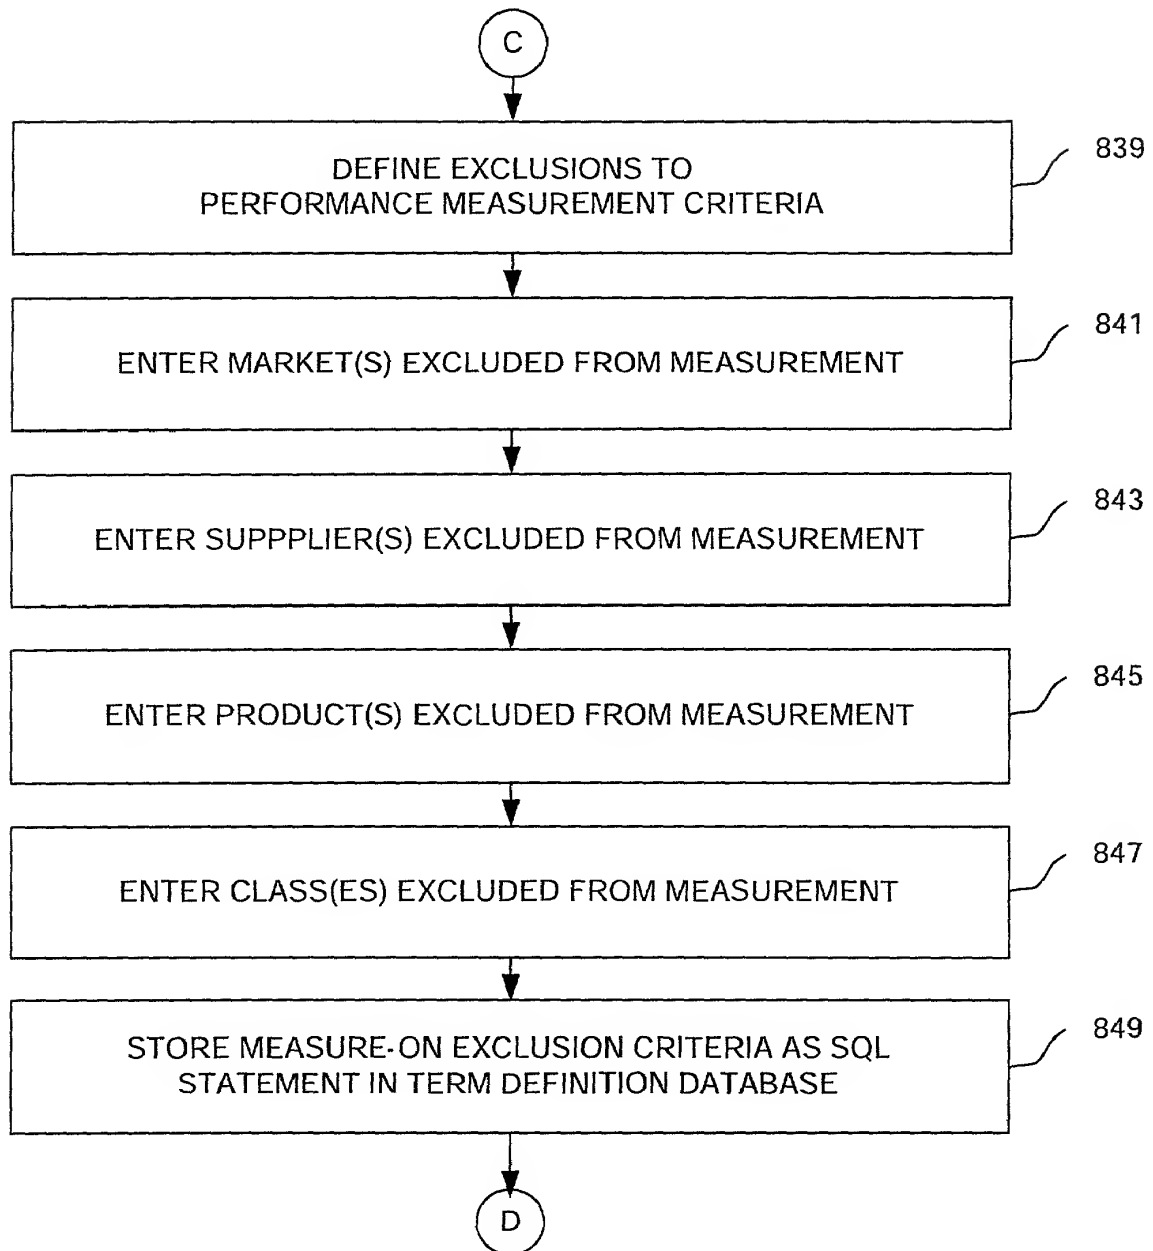 C
DEFINE EXCLUSIONS TO
PERFORMANCE MEASUREMENT CRITERIA
839
ENTER MARKET(S) EXCLUDED FROM MEASUREMENT
841
ENTER SUPPPLIER(S) EXCLUDED FROM MEASUREMENT
843
ENTER PRODUCT(S) EXCLUDED FROM MEASUREMENT
845
ENTER CLASS(ES) EXCLUDED FROM MEASUREMENT
847
STORE MEASURE-ON EXCLUSION CRITERIA AS SQL
STATEMENT IN TERM DEFINITION DATABASE
849
D